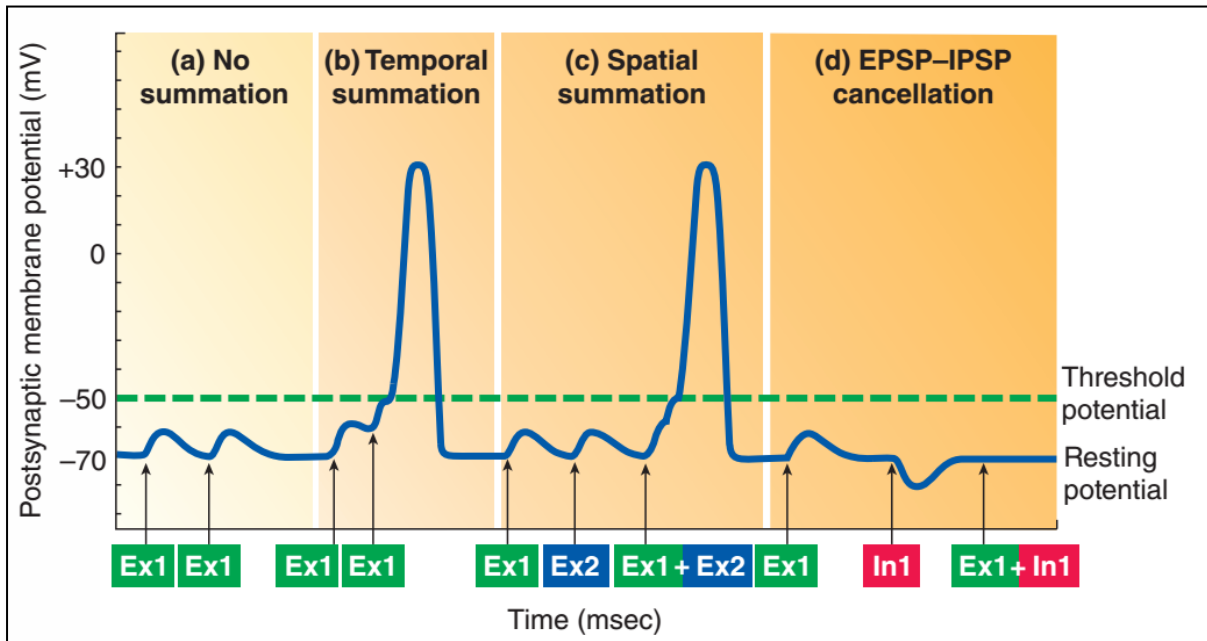 (a) No
summation
(b) Temporal
summation
(c) Spatial
summation
(d) EPSP–IPSP
cancellation
Postsynaptic membrane potential (mV)
+30
0
–50
–70
Threshold
potential
Resting
potential
Ex1 Ex1 Ex1 Ex1 Ex1 Ex2 Ex1 + Ex2 Ex1 In1 Ex1 + In1
Time (msec)